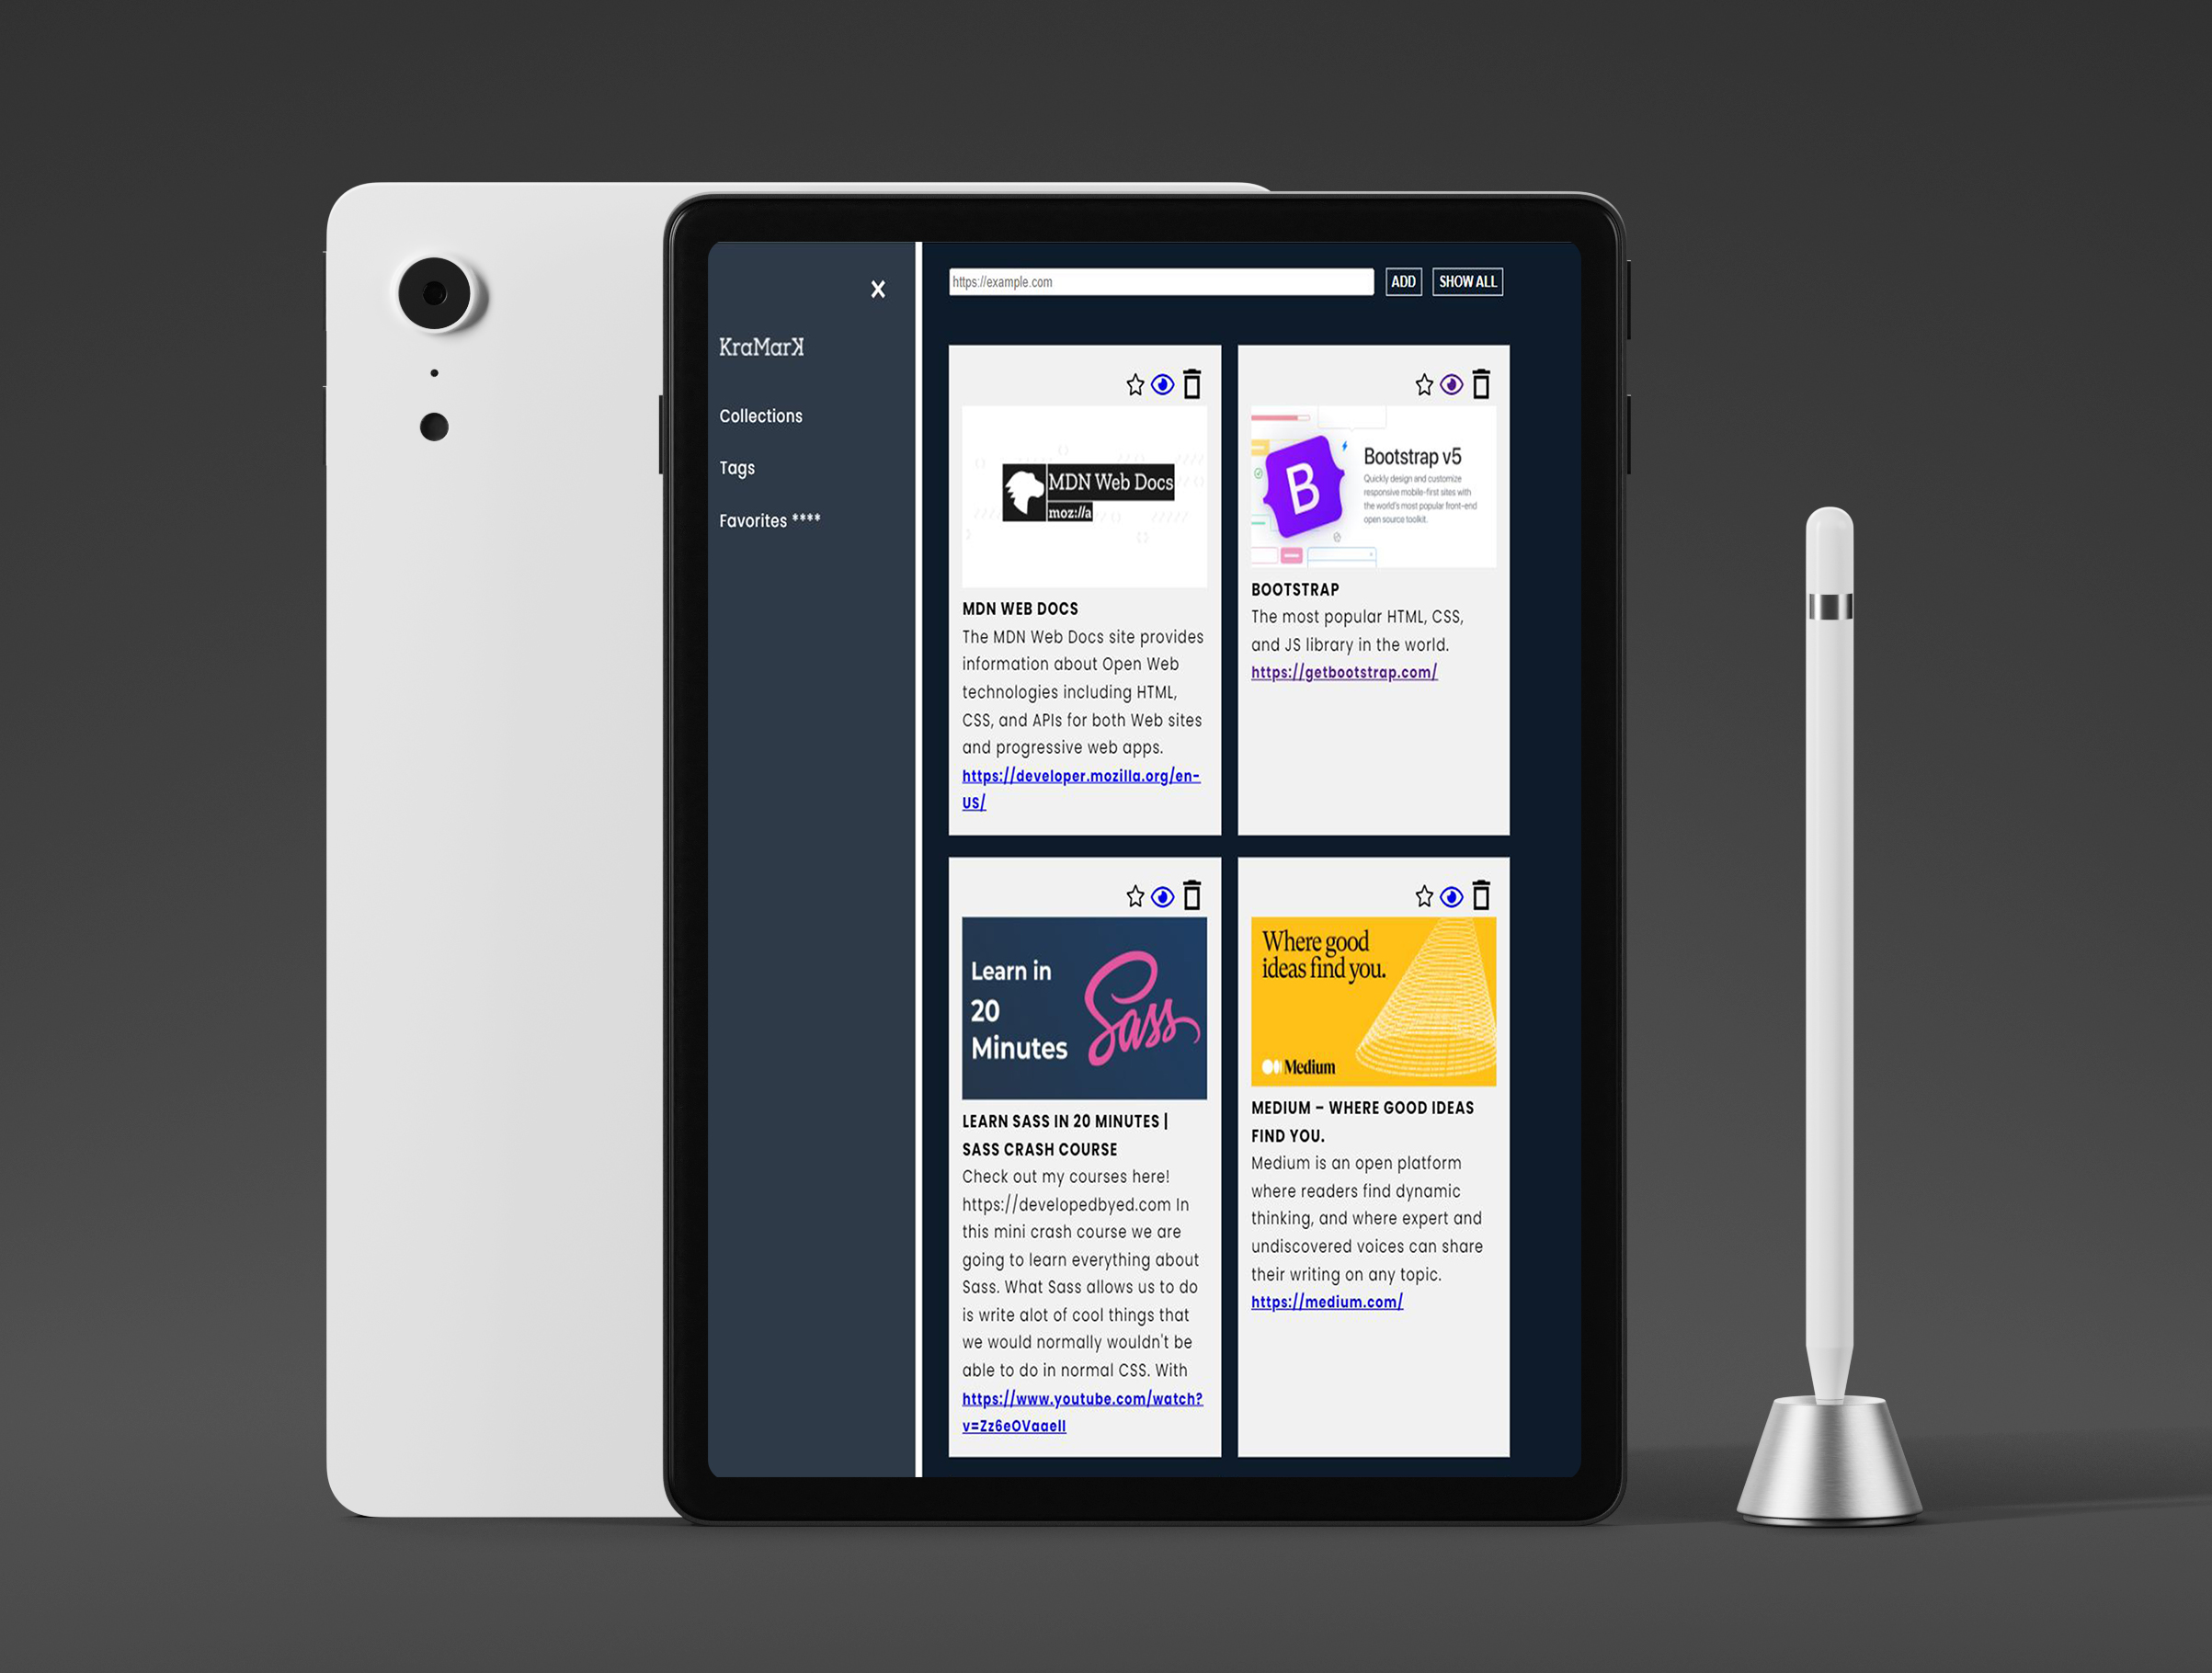 X
KraMarK
Collections
Tags
Favorites ****
https://example.com
ADD
SHOW ALL
MDN Web Docs
moz://a
MDN WEB DOCS
The MDN Web Docs site provides
information about Open Web
technologies including HTML,
CSS, and APIs for both Web sites
and progressive web apps.
https://developer.mozilla.org/en-
US/
B
Bootstrap v5
Quickly design and customize
responsive mobile-first sites with
the world's most popular front-end
open source toolkit.
BOOTSTRAP
The most popular HTML, CSS,
and JS library in the world.
https://getbootstrap.com/
Learn in
20
Minutes
Sass
LEARN SASS IN 20 MINUTES |
SASS CRASH COURSE
Check out my courses here!
https://developedbyed.com In
this mini crash course we are
going to learn everything about
Sass. What Sass allows us to do
is write alot of cool things that
we would normally wouldn't be
able to do in normal CSS. With
https://www.youtube.com/watch?
v=Zz6eOVaaelI
Where good
ideas find you.
Medium
MEDIUM – WHERE GOOD IDEAS
FIND YOU.
Medium is an open platform
where readers find dynamic
thinking, and where expert and
undiscovered voices can share
their writing on any topic.
https://medium.com/